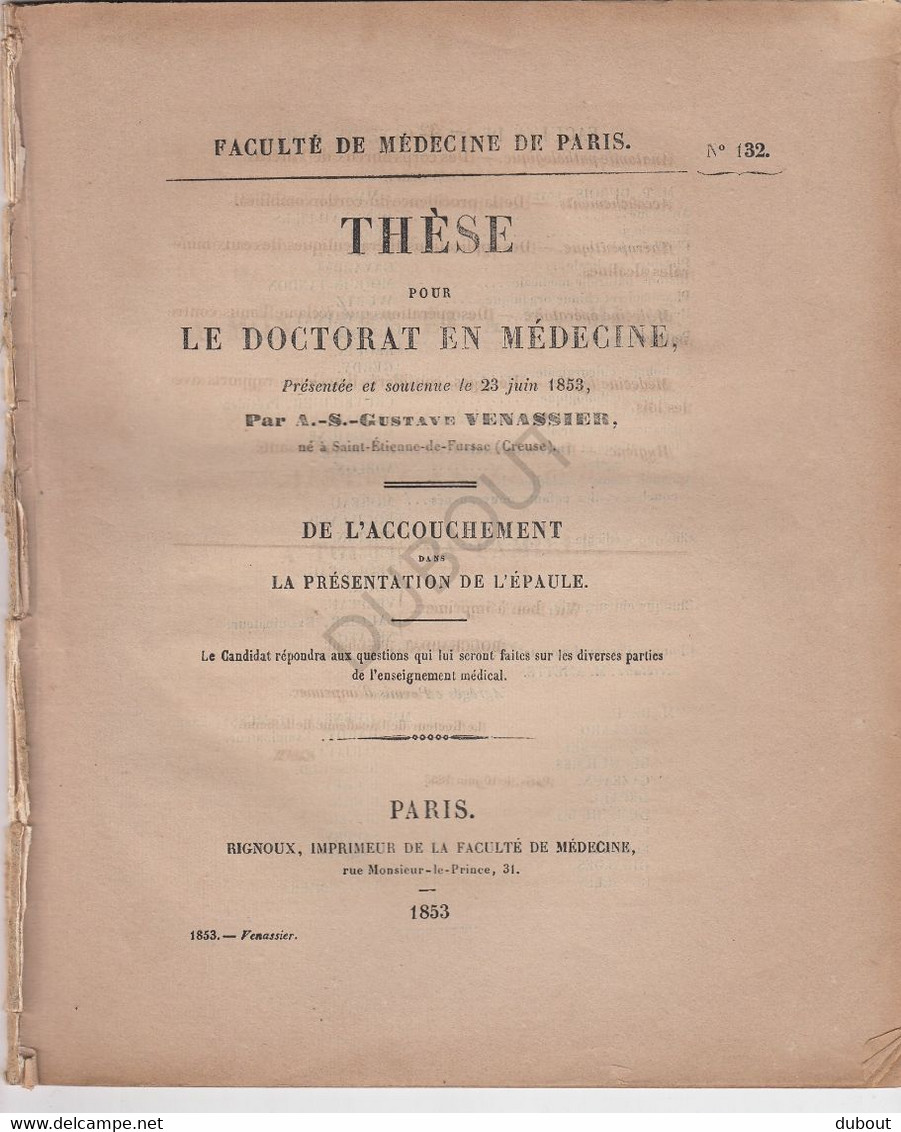 FACULTÉ DE MÉDECINE DE PARIS.
N° 132.
THÈSE
POUR
LE DOCTORAT EN MÉDECINE,
Présentée et soutenue le 23 juin 1853,
Par A.-S.-GUSTAVE VENASSIER,
né à Saint-Étienne-de-Fursac (Creuse).
DE L'ACCOUCHEMENT
DANS
LA PRÉSENTATION DE L'ÉPAULE.
Le Candidat répondra aux questions qui lui seront faites sur les diverses parties
de l'enseignement médical.
PARIS.
RIGNOUX, IMPRIMEUR DE LA FACULTÉ DE MÉDECINE,
rue Monsieur-le-Prince, 31.
1853
1853. — Venassier.
DUBOUT
delcampe.net
dubout